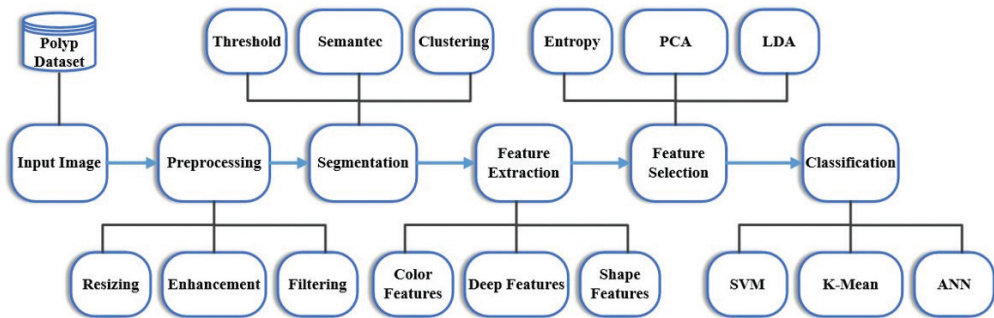 Polyp
Dataset
Threshold
Semantec
Clustering
Entropy
PCA
LDA
Input Image
Preprocessing
Segmentation
Feature
Extraction
Feature
Selection
Classification
Resizing
Enhancement
Filtering
Color
Features
Deep Features
Shape
Features
SVM
K-Mean
ANN